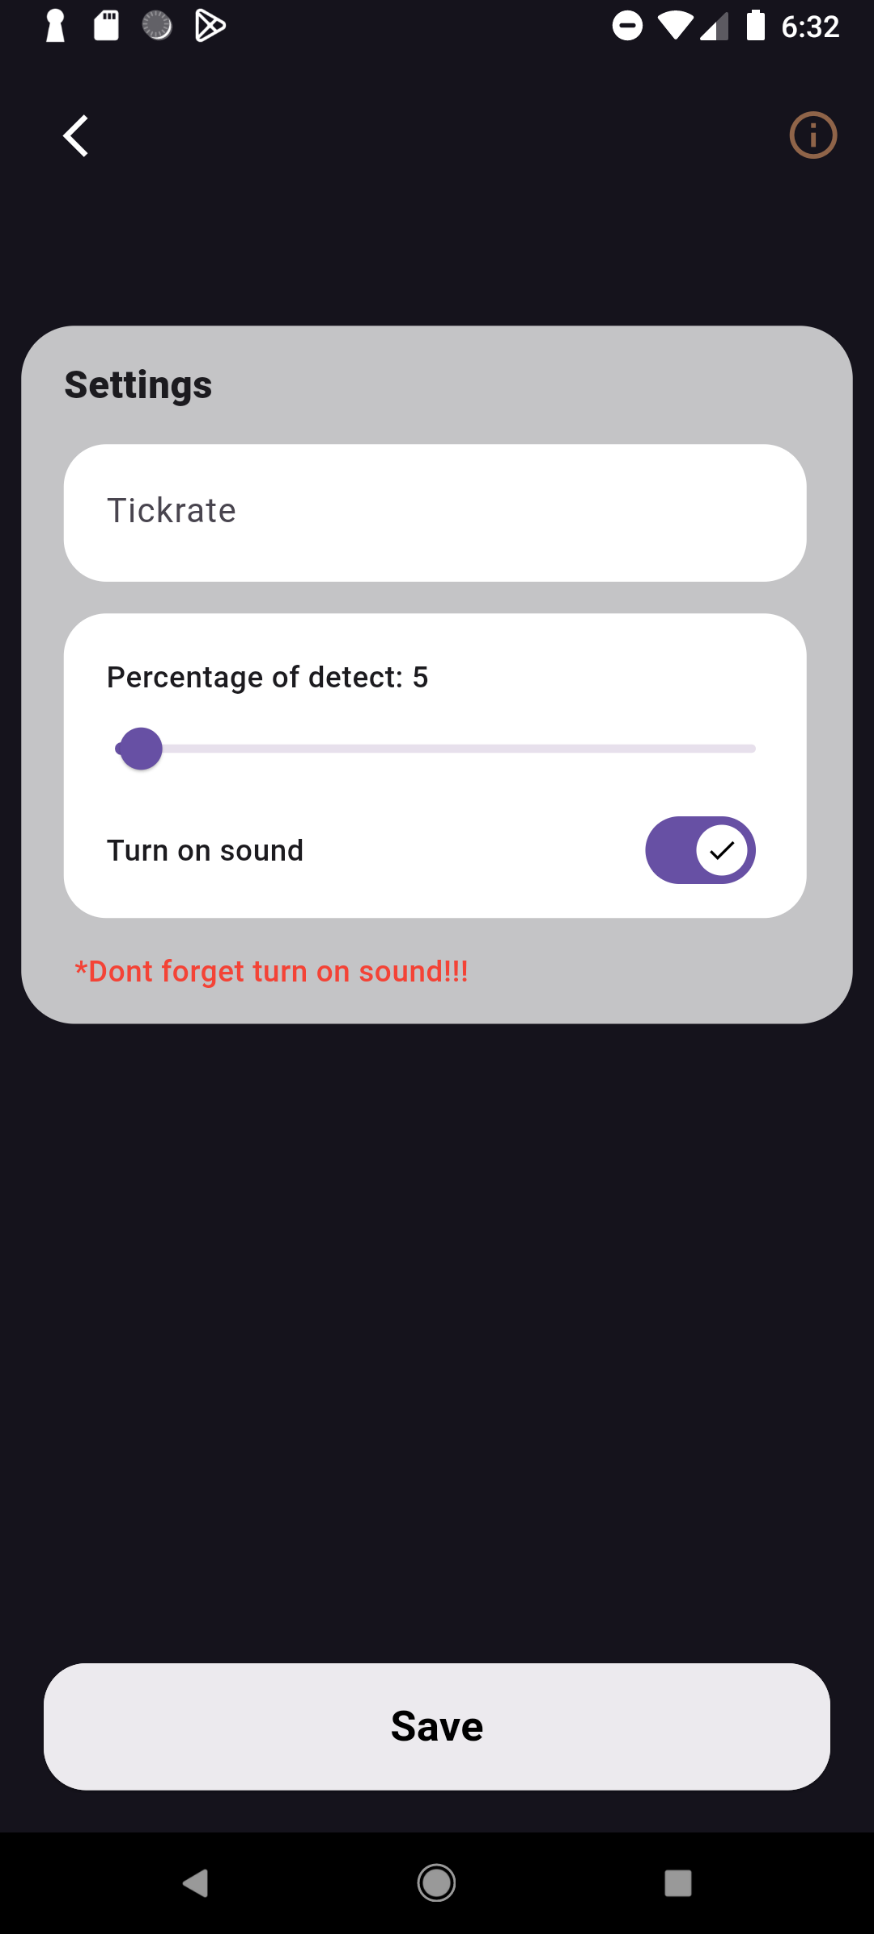 6:32
Settings
Tickrate
Percentage of detect: 5
Turn on sound
*Dont forget turn on sound!!!
Save